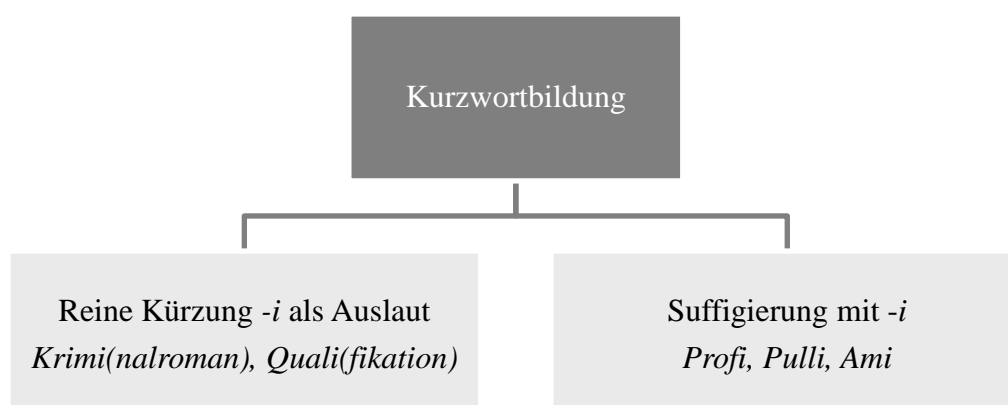 Kurzwortbildung
Reine Kürzung -i als Auslaut
Krimi(nalroman), Quali(fikation)
Suffigierung mit -i
Profi, Pulli, Ami